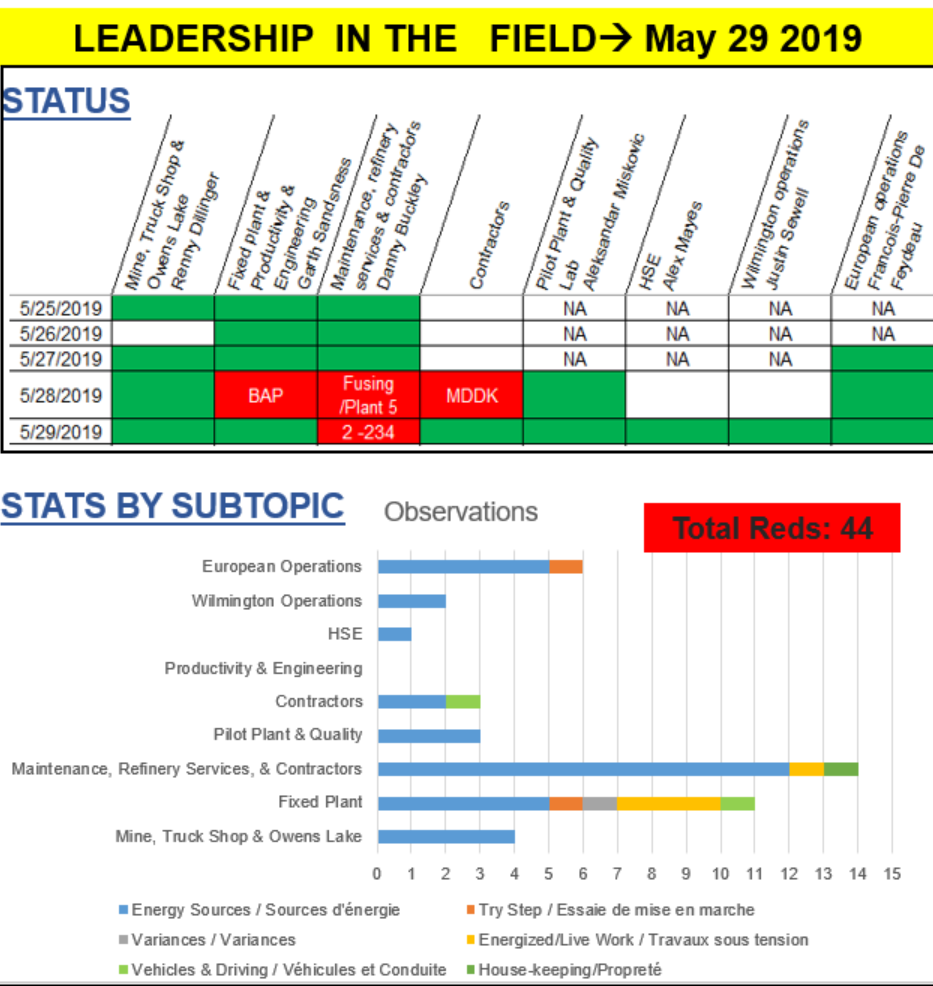 LEADERSHIP IN THE FIELD→ May 29 2019
STATUS
Mine, Truck Shop &
Owens Lake
Renny Dillinger
Fixed plant &
Productivity &
Engineering
Garth Sandsness
Maintenance, refinery
services & contractors
Danny Buckley
Contractors
Pilot Plant & Quality
Lab
Aleksandar Miskovic
HSE
Alex Mayes
Wilmington operations
Justin Sewell
European operations
Francois-Pierre De
Feydeau
5/25/2019 NA NA NA NA
5/26/2019 NA NA NA NA
5/27/2019 NA NA NA
5/28/2019 BAP Fusing /Plant 5 MDDK
5/29/2019 2 -234
STATS BY SUBTOPIC
Observations
Total Reds: 44
European Operations
Wilmington Operations
HSE
Productivity & Engineering
Contractors
Pilot Plant & Quality
Maintenance, Refinery Services, & Contractors
Fixed Plant
Mine, Truck Shop & Owens Lake
0 1 2 3 4 5 6 7 8 9 10 11 12 13 14 15
Energy Sources / Sources d'énergie
Try Step / Essaie de mise en marche
Variances / Variances
Energized/Live Work / Travaux sous tension
Vehicles & Driving / Véhicules et Conduite
House-keeping/Propreté